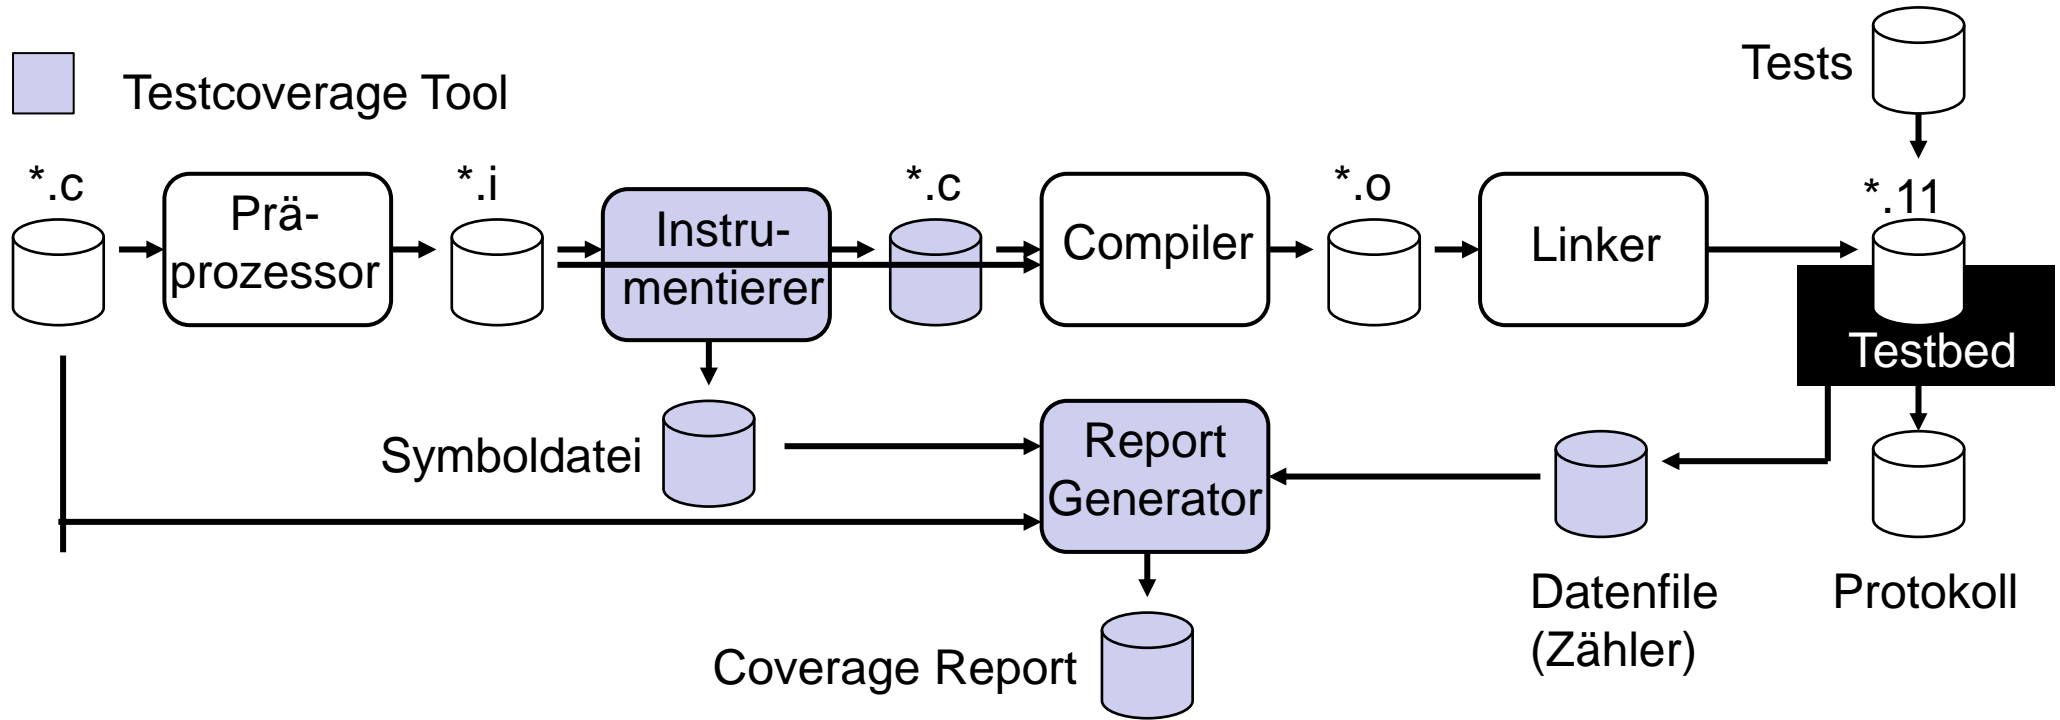 Tests
Testcoverage Tool
*.c
Prä-
prozessor
*.i
Instru-
mentierer
*.c
Compiler
*.o
Linker
*.11
Testbed
Symboldatei
Report
Generator
Datenfile
(Zähler)
Protokoll
Coverage Report